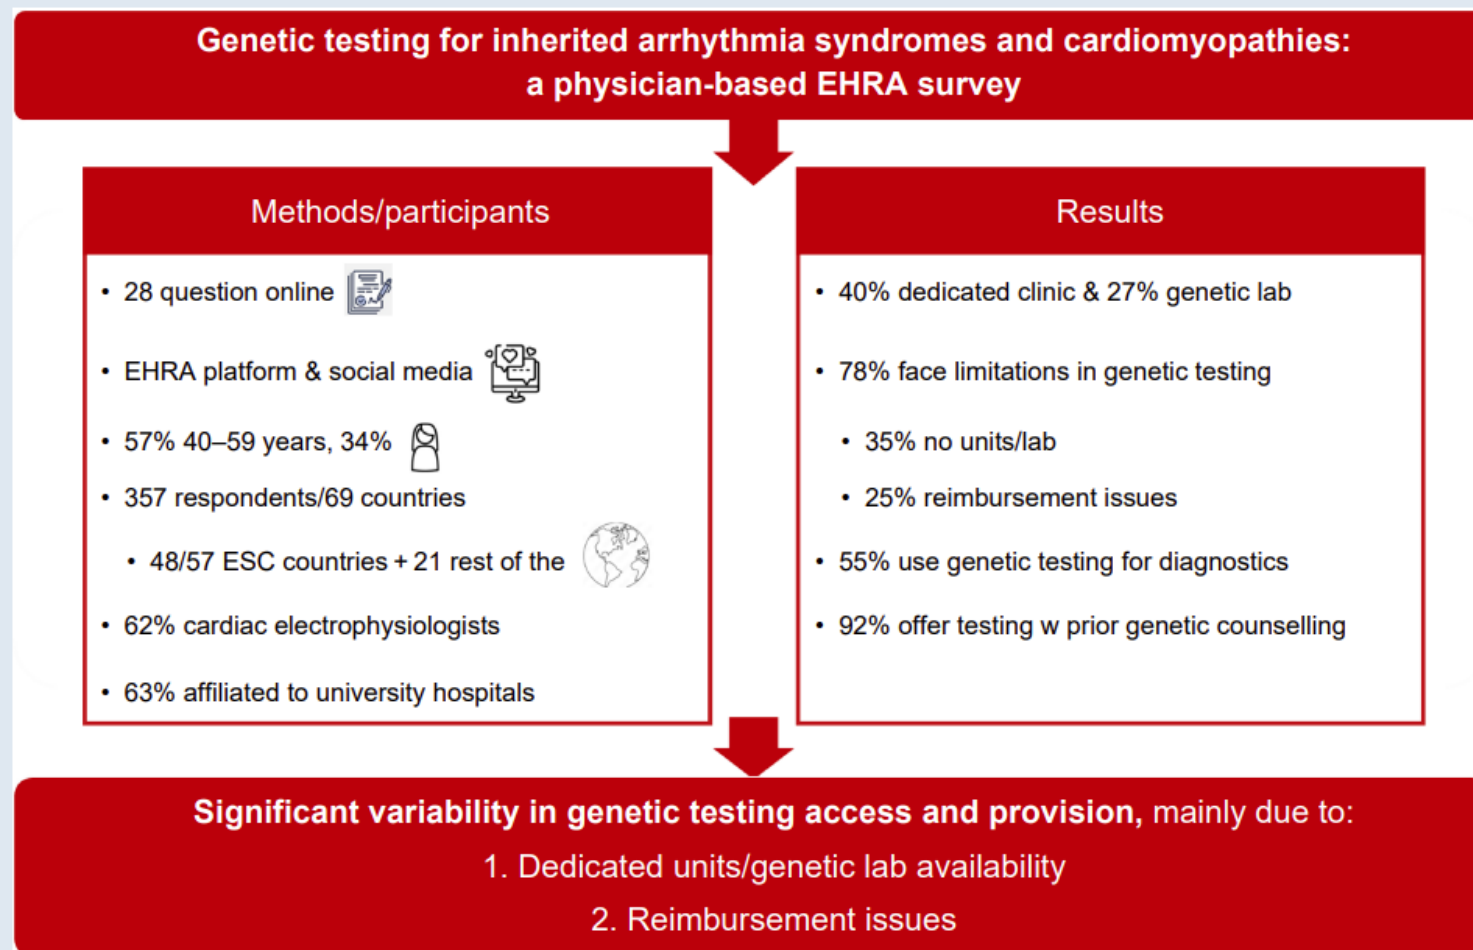 Genetic testing for inherited arrhythmia syndromes and cardiomyopathies:
a physician-based EHRA survey
Methods/participants
• 28 question online
• EHRA platform & social media
• 57% 40–59 years, 34%
• 357 respondents/69 countries
• 48/57 ESC countries + 21 rest of the
• 62% cardiac electrophysiologists
• 63% affiliated to university hospitals
Results
• 40% dedicated clinic & 27% genetic lab
• 78% face limitations in genetic testing
• 35% no units/lab
• 25% reimbursement issues
• 55% use genetic testing for diagnostics
• 92% offer testing w prior genetic counselling
Significant variability in genetic testing access and provision, mainly due to:
1. Dedicated units/genetic lab availability
2. Reimbursement issues